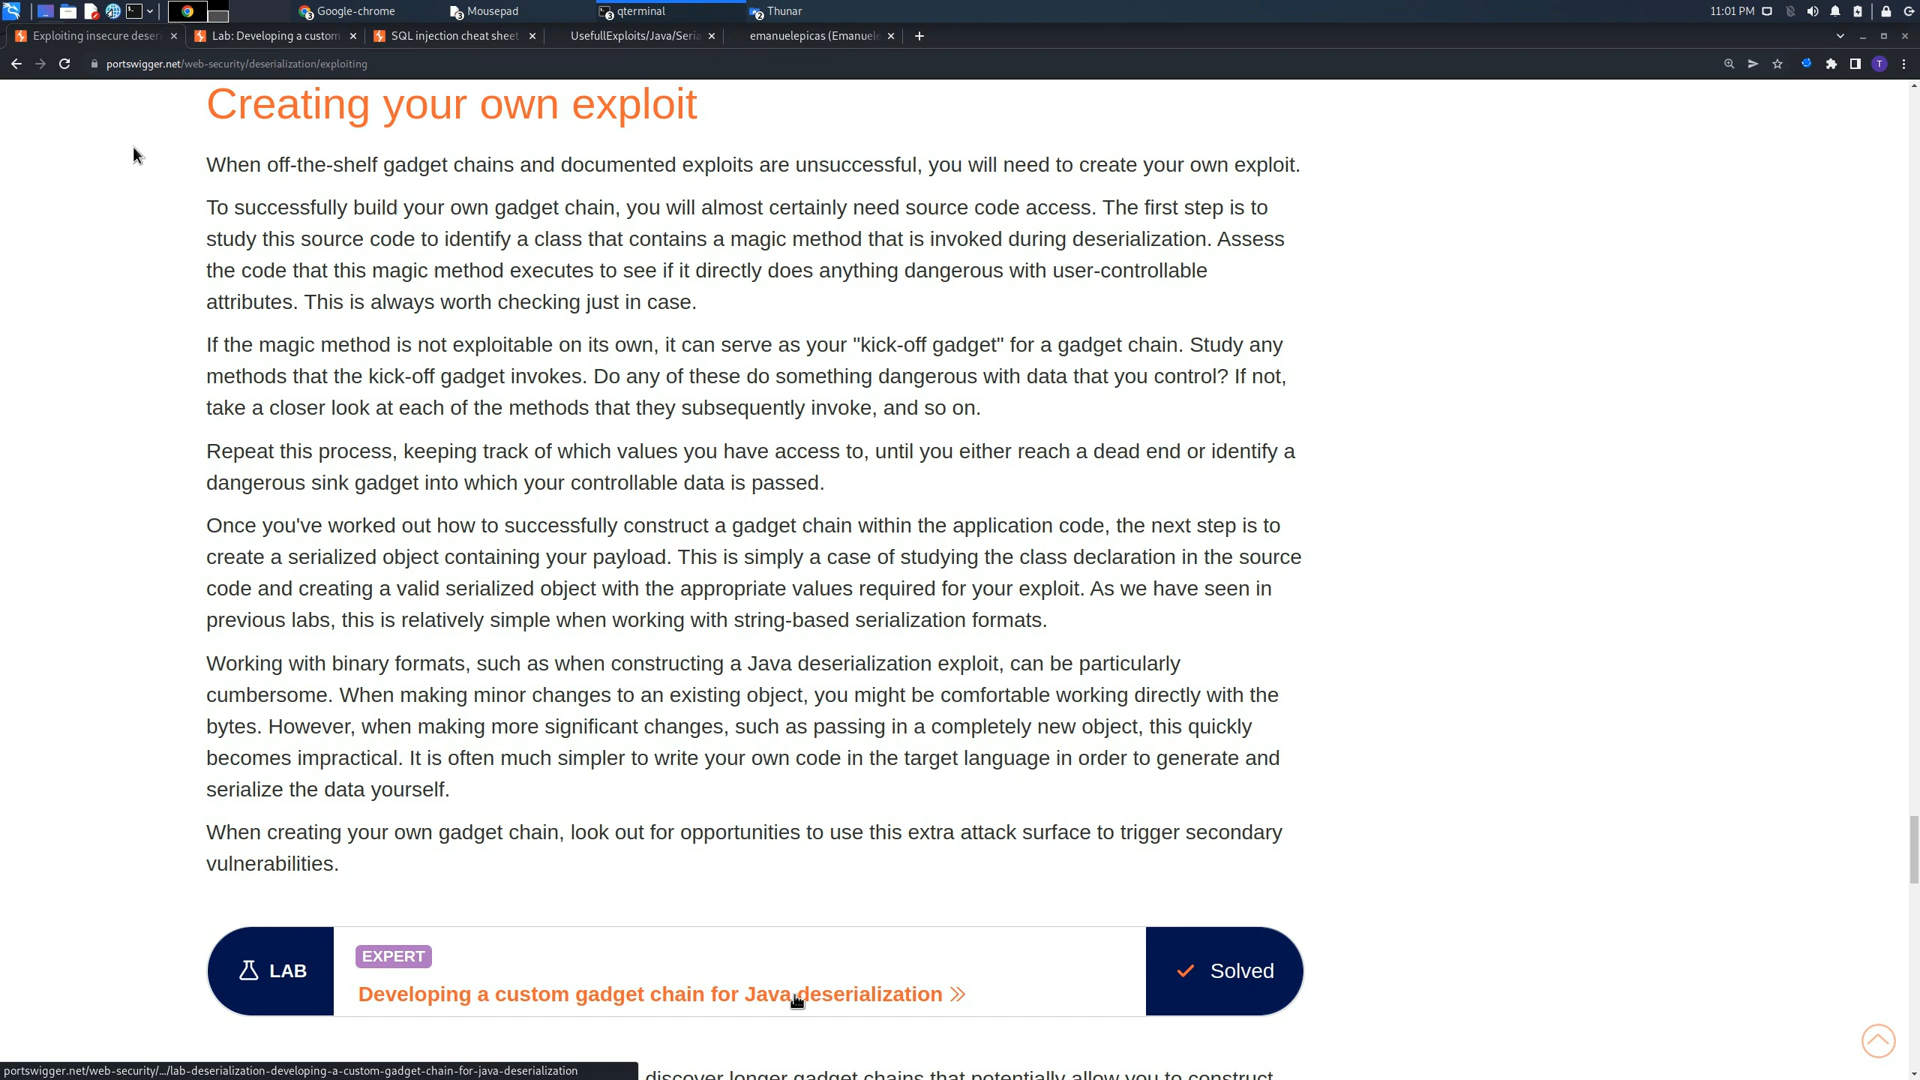 Google-chrome
Mousepad
qterminal
Thunar
11:01 PM
Exploiting insecure deseri
Lab: Developing a custom
SQL injection cheat sheet
UsefullExploits/Java/Seria
emanuelepicas (Emanuele
portswigger.net/web-security/deserialization/exploiting
T
Creating your own exploit
When off-the-shelf gadget chains and documented exploits are unsuccessful, you will need to create your own exploit.
To successfully build your own gadget chain, you will almost certainly need source code access. The first step is to
study this source code to identify a class that contains a magic method that is invoked during deserialization. Assess
the code that this magic method executes to see if it directly does anything dangerous with user-controllable
attributes. This is always worth checking just in case.
If the magic method is not exploitable on its own, it can serve as your "kick-off gadget" for a gadget chain. Study any
methods that the kick-off gadget invokes. Do any of these do something dangerous with data that you control? If not,
take a closer look at each of the methods that they subsequently invoke, and so on.
Repeat this process, keeping track of which values you have access to, until you either reach a dead end or identify a
dangerous sink gadget into which your controllable data is passed.
Once you've worked out how to successfully construct a gadget chain within the application code, the next step is to
create a serialized object containing your payload. This is simply a case of studying the class declaration in the source
code and creating a valid serialized object with the appropriate values required for your exploit. As we have seen in
previous labs, this is relatively simple when working with string-based serialization formats.
Working with binary formats, such as when constructing a Java deserialization exploit, can be particularly
cumbersome. When making minor changes to an existing object, you might be comfortable working directly with the
bytes. However, when making more significant changes, such as passing in a completely new object, this quickly
becomes impractical. It is often much simpler to write your own code in the target language in order to generate and
serialize the data yourself.
When creating your own gadget chain, look out for opportunities to use this extra attack surface to trigger secondary
vulnerabilities.
LAB
EXPERT
Developing a custom gadget chain for Java deserialization
Solved
portswigger.net/web-security/.../lab-deserialization-developing-a-custom-gadget-chain-for-java-deserialization
discover longer gadget chains that potentially allow you to construct